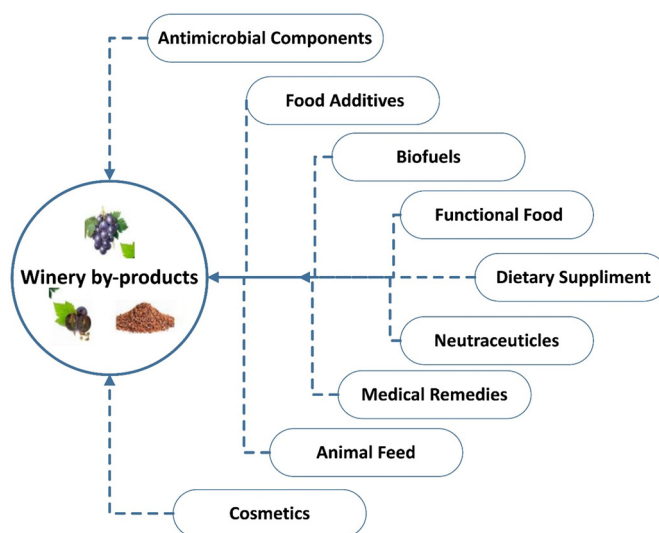 Antimicrobial Components
Food Additives
Biofuels
Functional Food
Winery by-products
Dietary Suppliment
Neutraceuticles
Medical Remedies
Animal Feed
Cosmetics